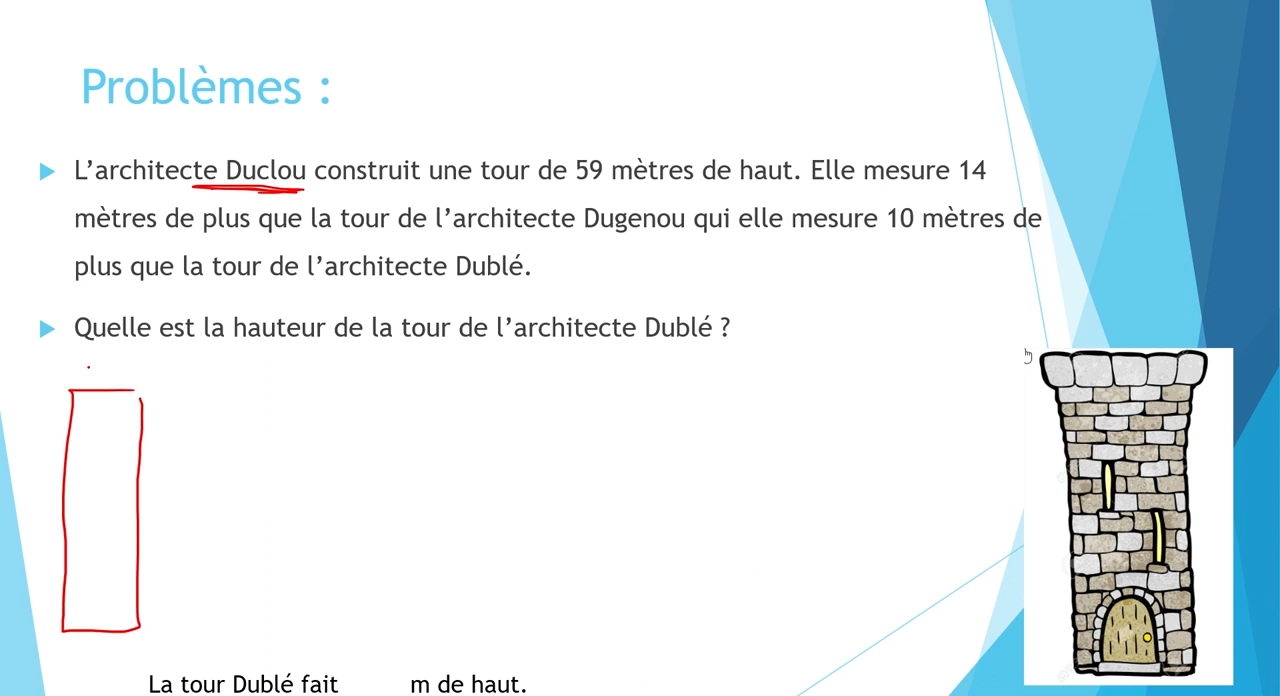 Problèmes :
L’architecte Duclou construit une tour de 59 mètres de haut. Elle mesure 14
mètres de plus que la tour de l’architecte Dugenou qui elle mesure 10 mètres de
plus que la tour de l’architecte Dublé.
Quelle est la hauteur de la tour de l’architecte Dublé ?
La tour Dublé fait m de haut.